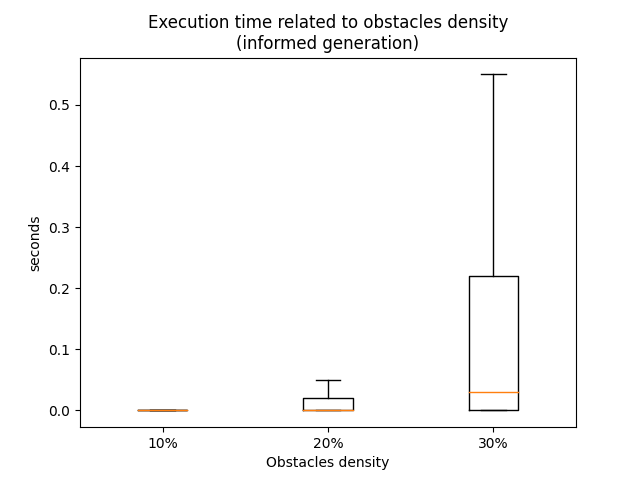 Execution time related to obstacles density
(informed generation)
0.5
0.4
0.3
0.2
0.1
0.0
seconds
10%
20%
30%
Obstacles density